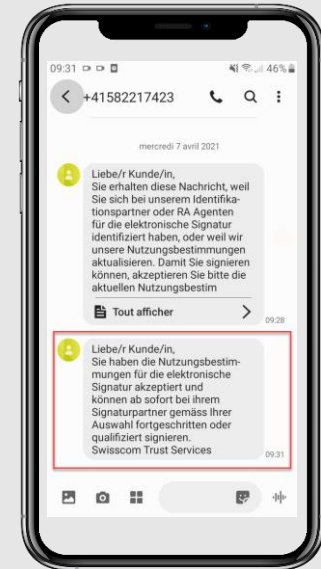 09:31
46%
+41582217423
mercredi 7 avril 2021
Liebe/r Kunde/in,
Sie erhalten diese Nachricht, weil
Sie sich bei unserem Identifika-
tionspartner oder RA Agenten
für die elektronische Signatur
identifiziert haben, oder weil wir
unsere Nutzungsbestimmungen
aktualisieren. Damit Sie signieren
können, akzeptieren Sie bitte die
aktuellen Nutzungsbestim
Tout afficher
09:28
Liebe/r Kunde/in,
Sie haben die Nutzungsbestim-
mungen für die elektronische
Signatur akzeptiert und
können ab sofort bei ihrem
Signaturpartner gemäss Ihrer
Auswahl fortgeschritten oder
qualifiziert signieren.
Swisscom Trust Services
09:31